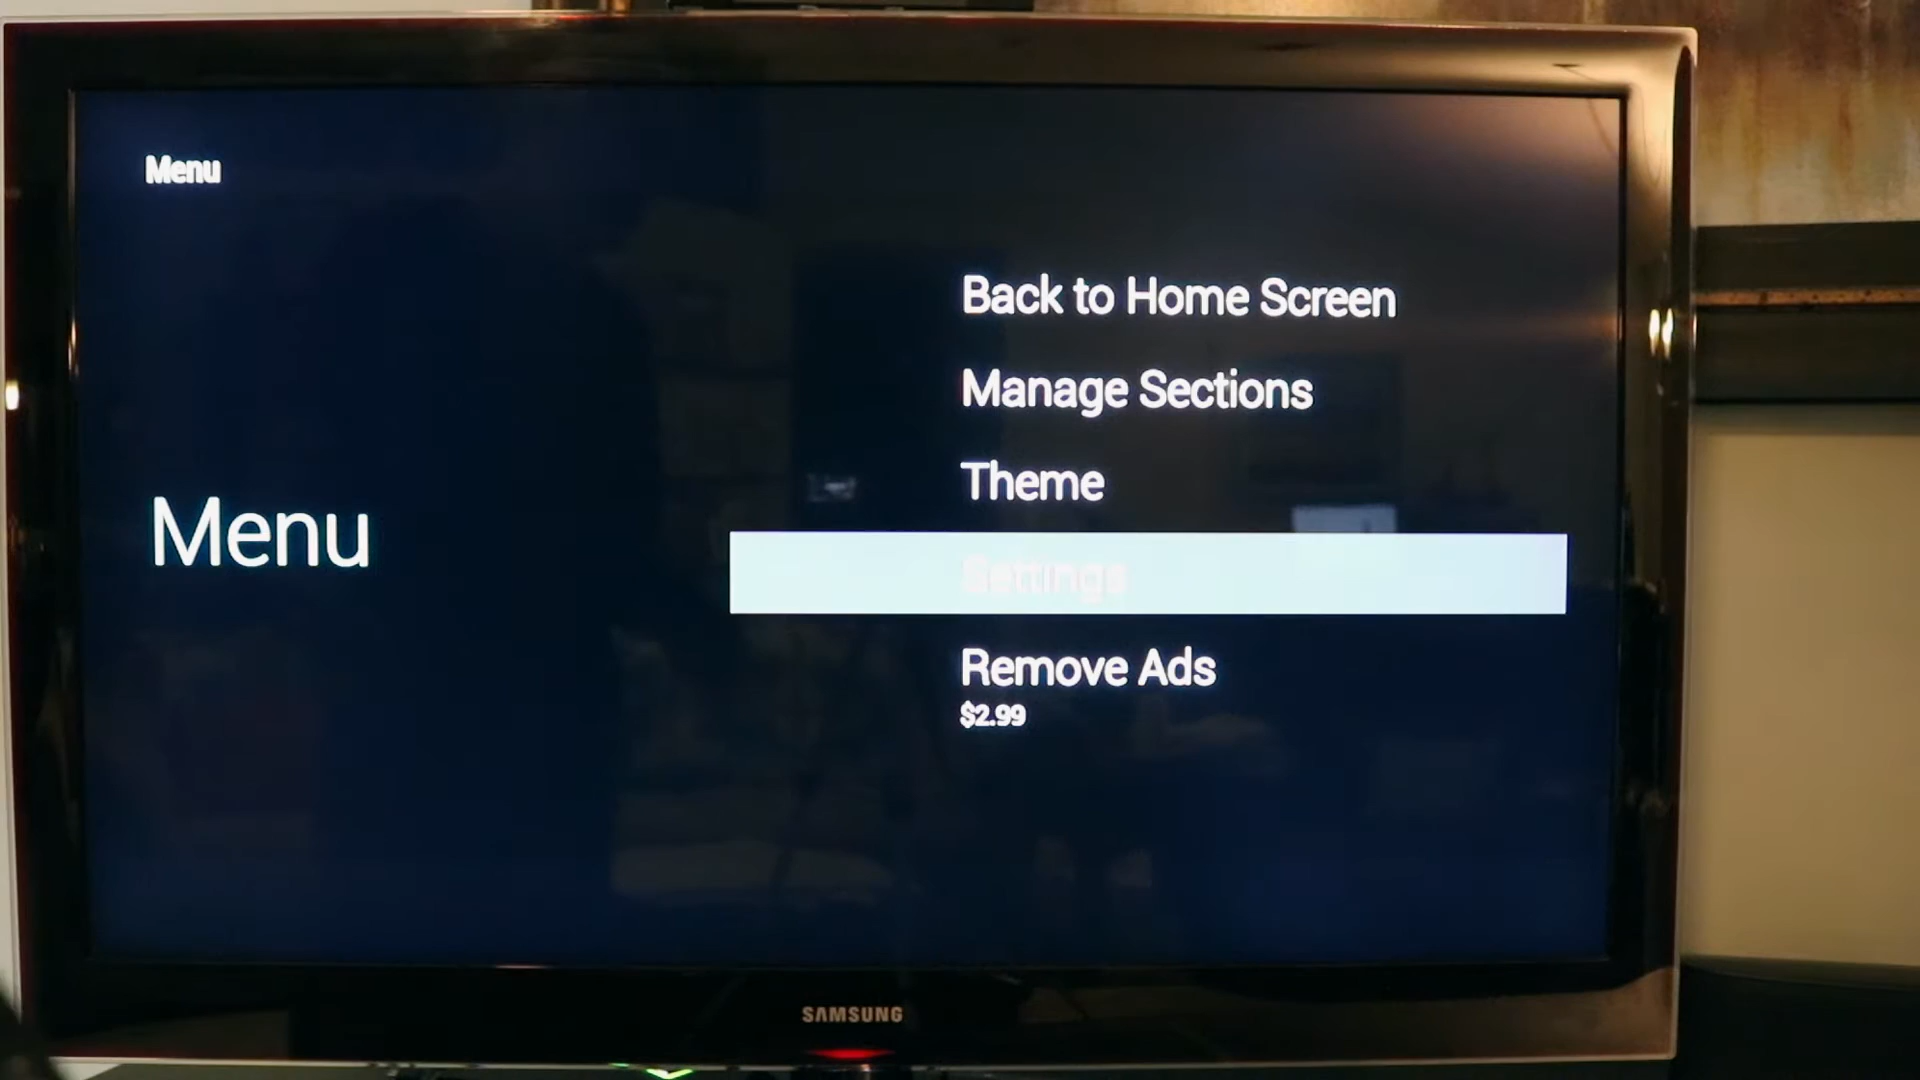 Menu
Menu
Back to Home Screen
Manage Sections
Theme
Settings
Remove Ads
$2.99
SAMSUNG